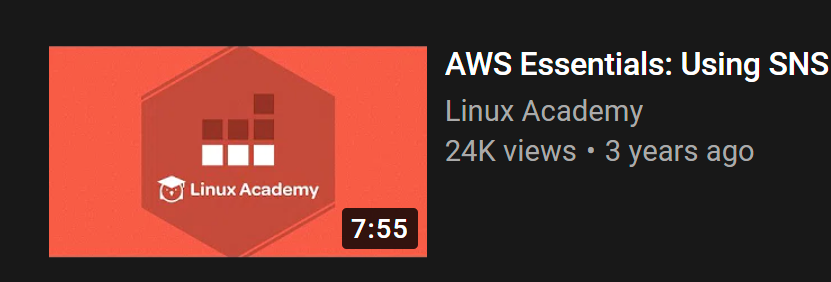 AWS Essentials: Using SNS
Linux Academy
24K views • 3 years ago
Linux Academy
7:55